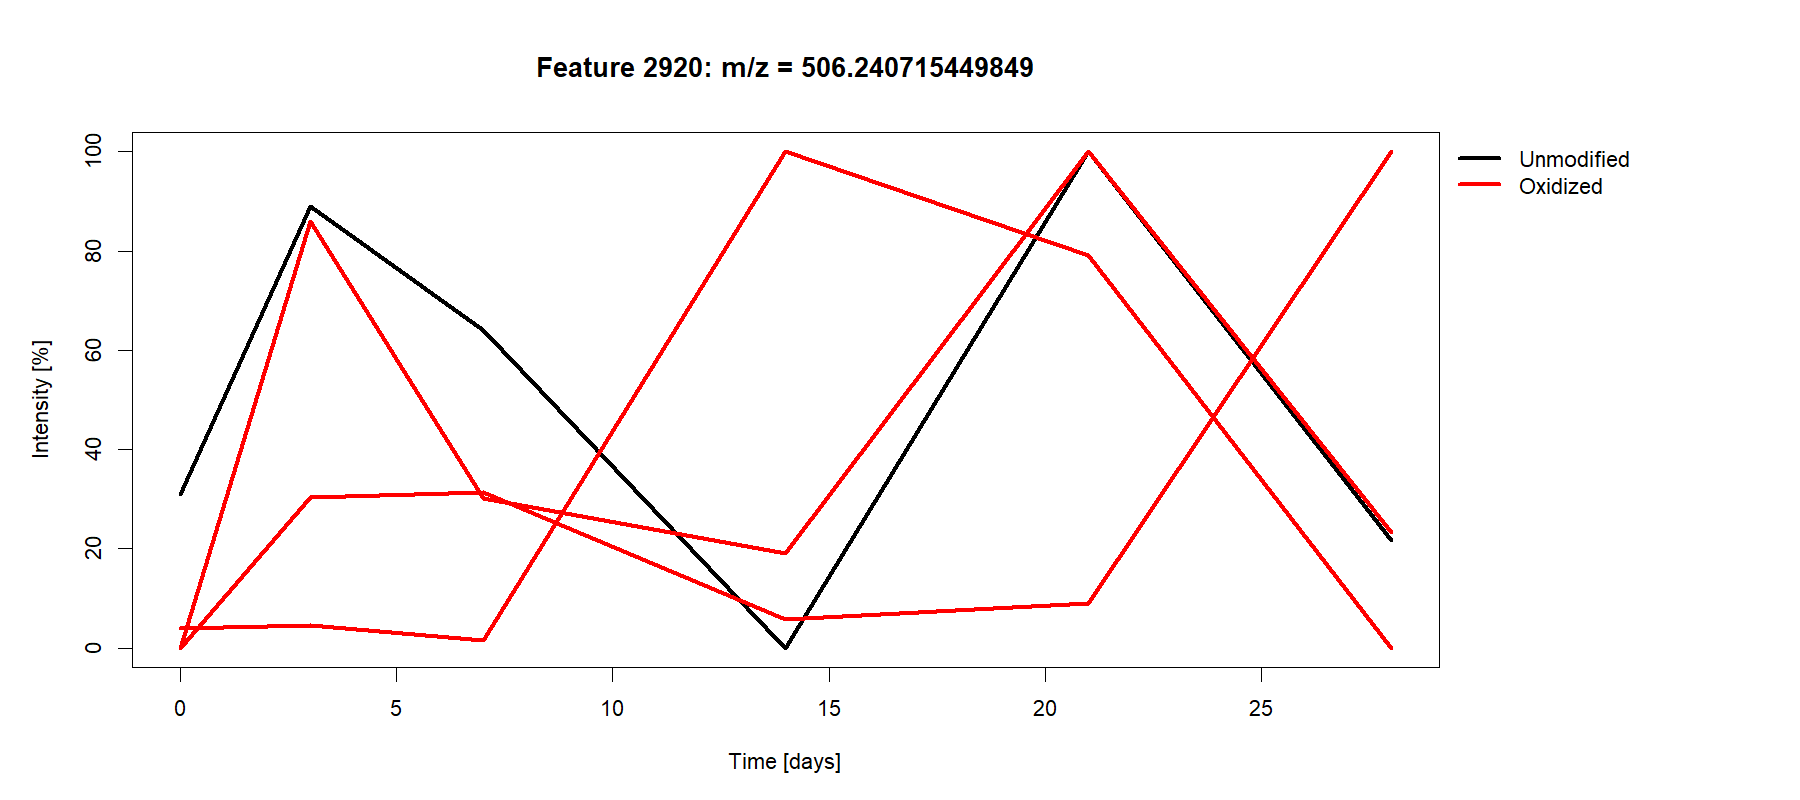 Feature 2920: m/z = 506.240715449849
Unmodified
Oxidized
Intensity [%]
100
80
60
40
20
0
0 5 10 15 20 25
Time [days]